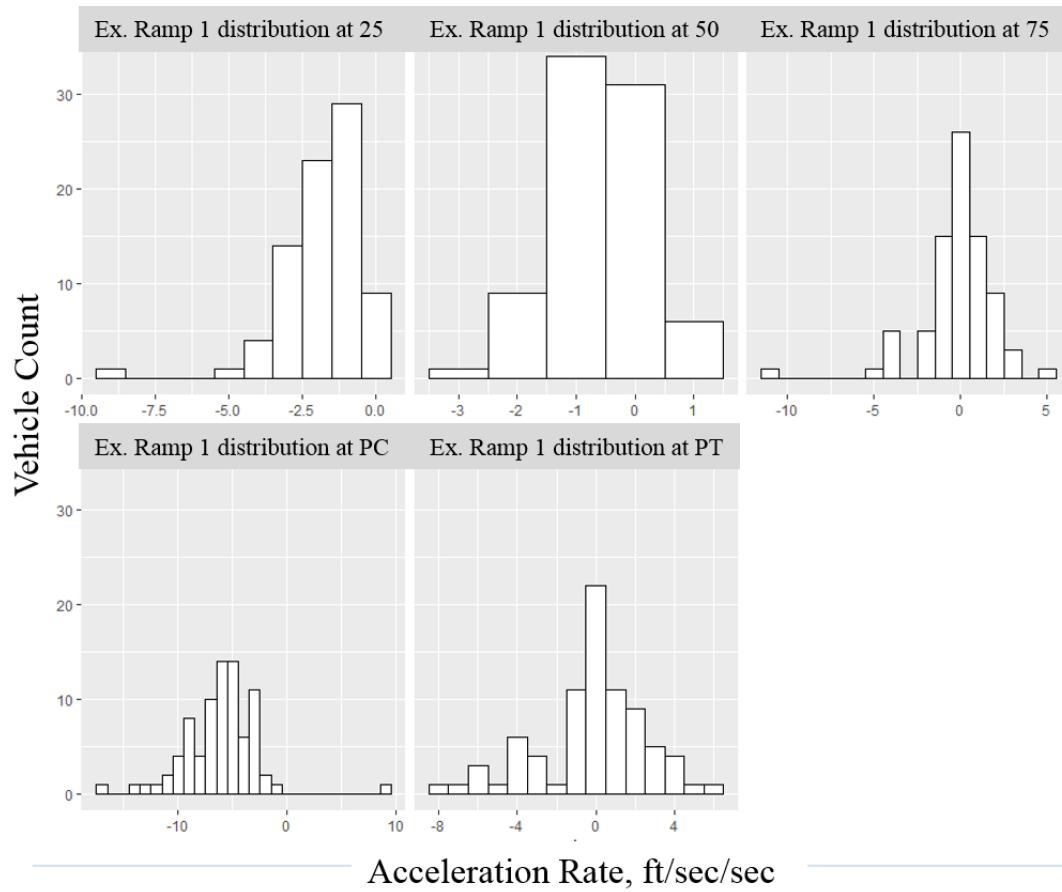 Ex. Ramp 1 distribution at 25
Ex. Ramp 1 distribution at 50
Ex. Ramp 1 distribution at 75
30
20
10
0
-10.0 -7.5 -5.0 -2.5 0.0
-3 -2 -1 0 1
-10 -5 0 5
Vehicle Count
Ex. Ramp 1 distribution at PC
Ex. Ramp 1 distribution at PT
30
20
10
0
-10 0 10
-8 -4 0 4
Acceleration Rate, ft/sec/sec